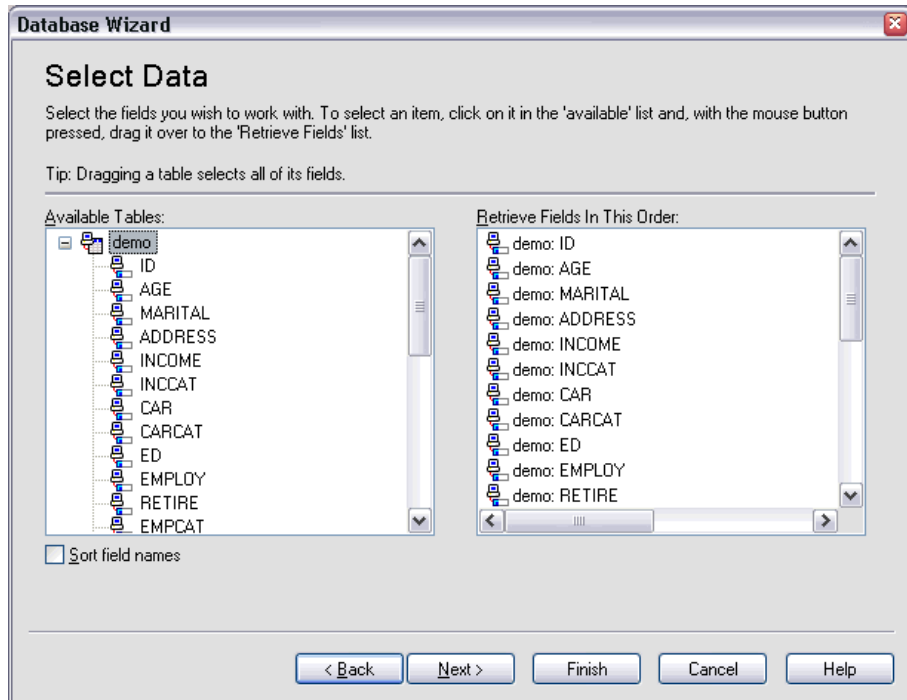 Database Wizard
Select Data
Select the fields you wish to work with. To select an item, click on it in the 'available' list and, with the mouse button
pressed, drag it over to the 'Retrieve Fields' list.
Tip: Dragging a table selects all of its fields.
Available Tables:
demo
ID
AGE
MARITAL
ADDRESS
INCOME
INCCAT
CAR
CARCAT
ED
EMPLOY
RETIRE
EMPCAT
Sort field names
Retrieve Fields In This Order:
demo: ID
demo: AGE
demo: MARITAL
demo: ADDRESS
demo: INCOME
demo: INCCAT
demo: CAR
demo: CARCAT
demo: ED
demo: EMPLOY
demo: RETIRE
< Back
Next >
Finish
Cancel
Help